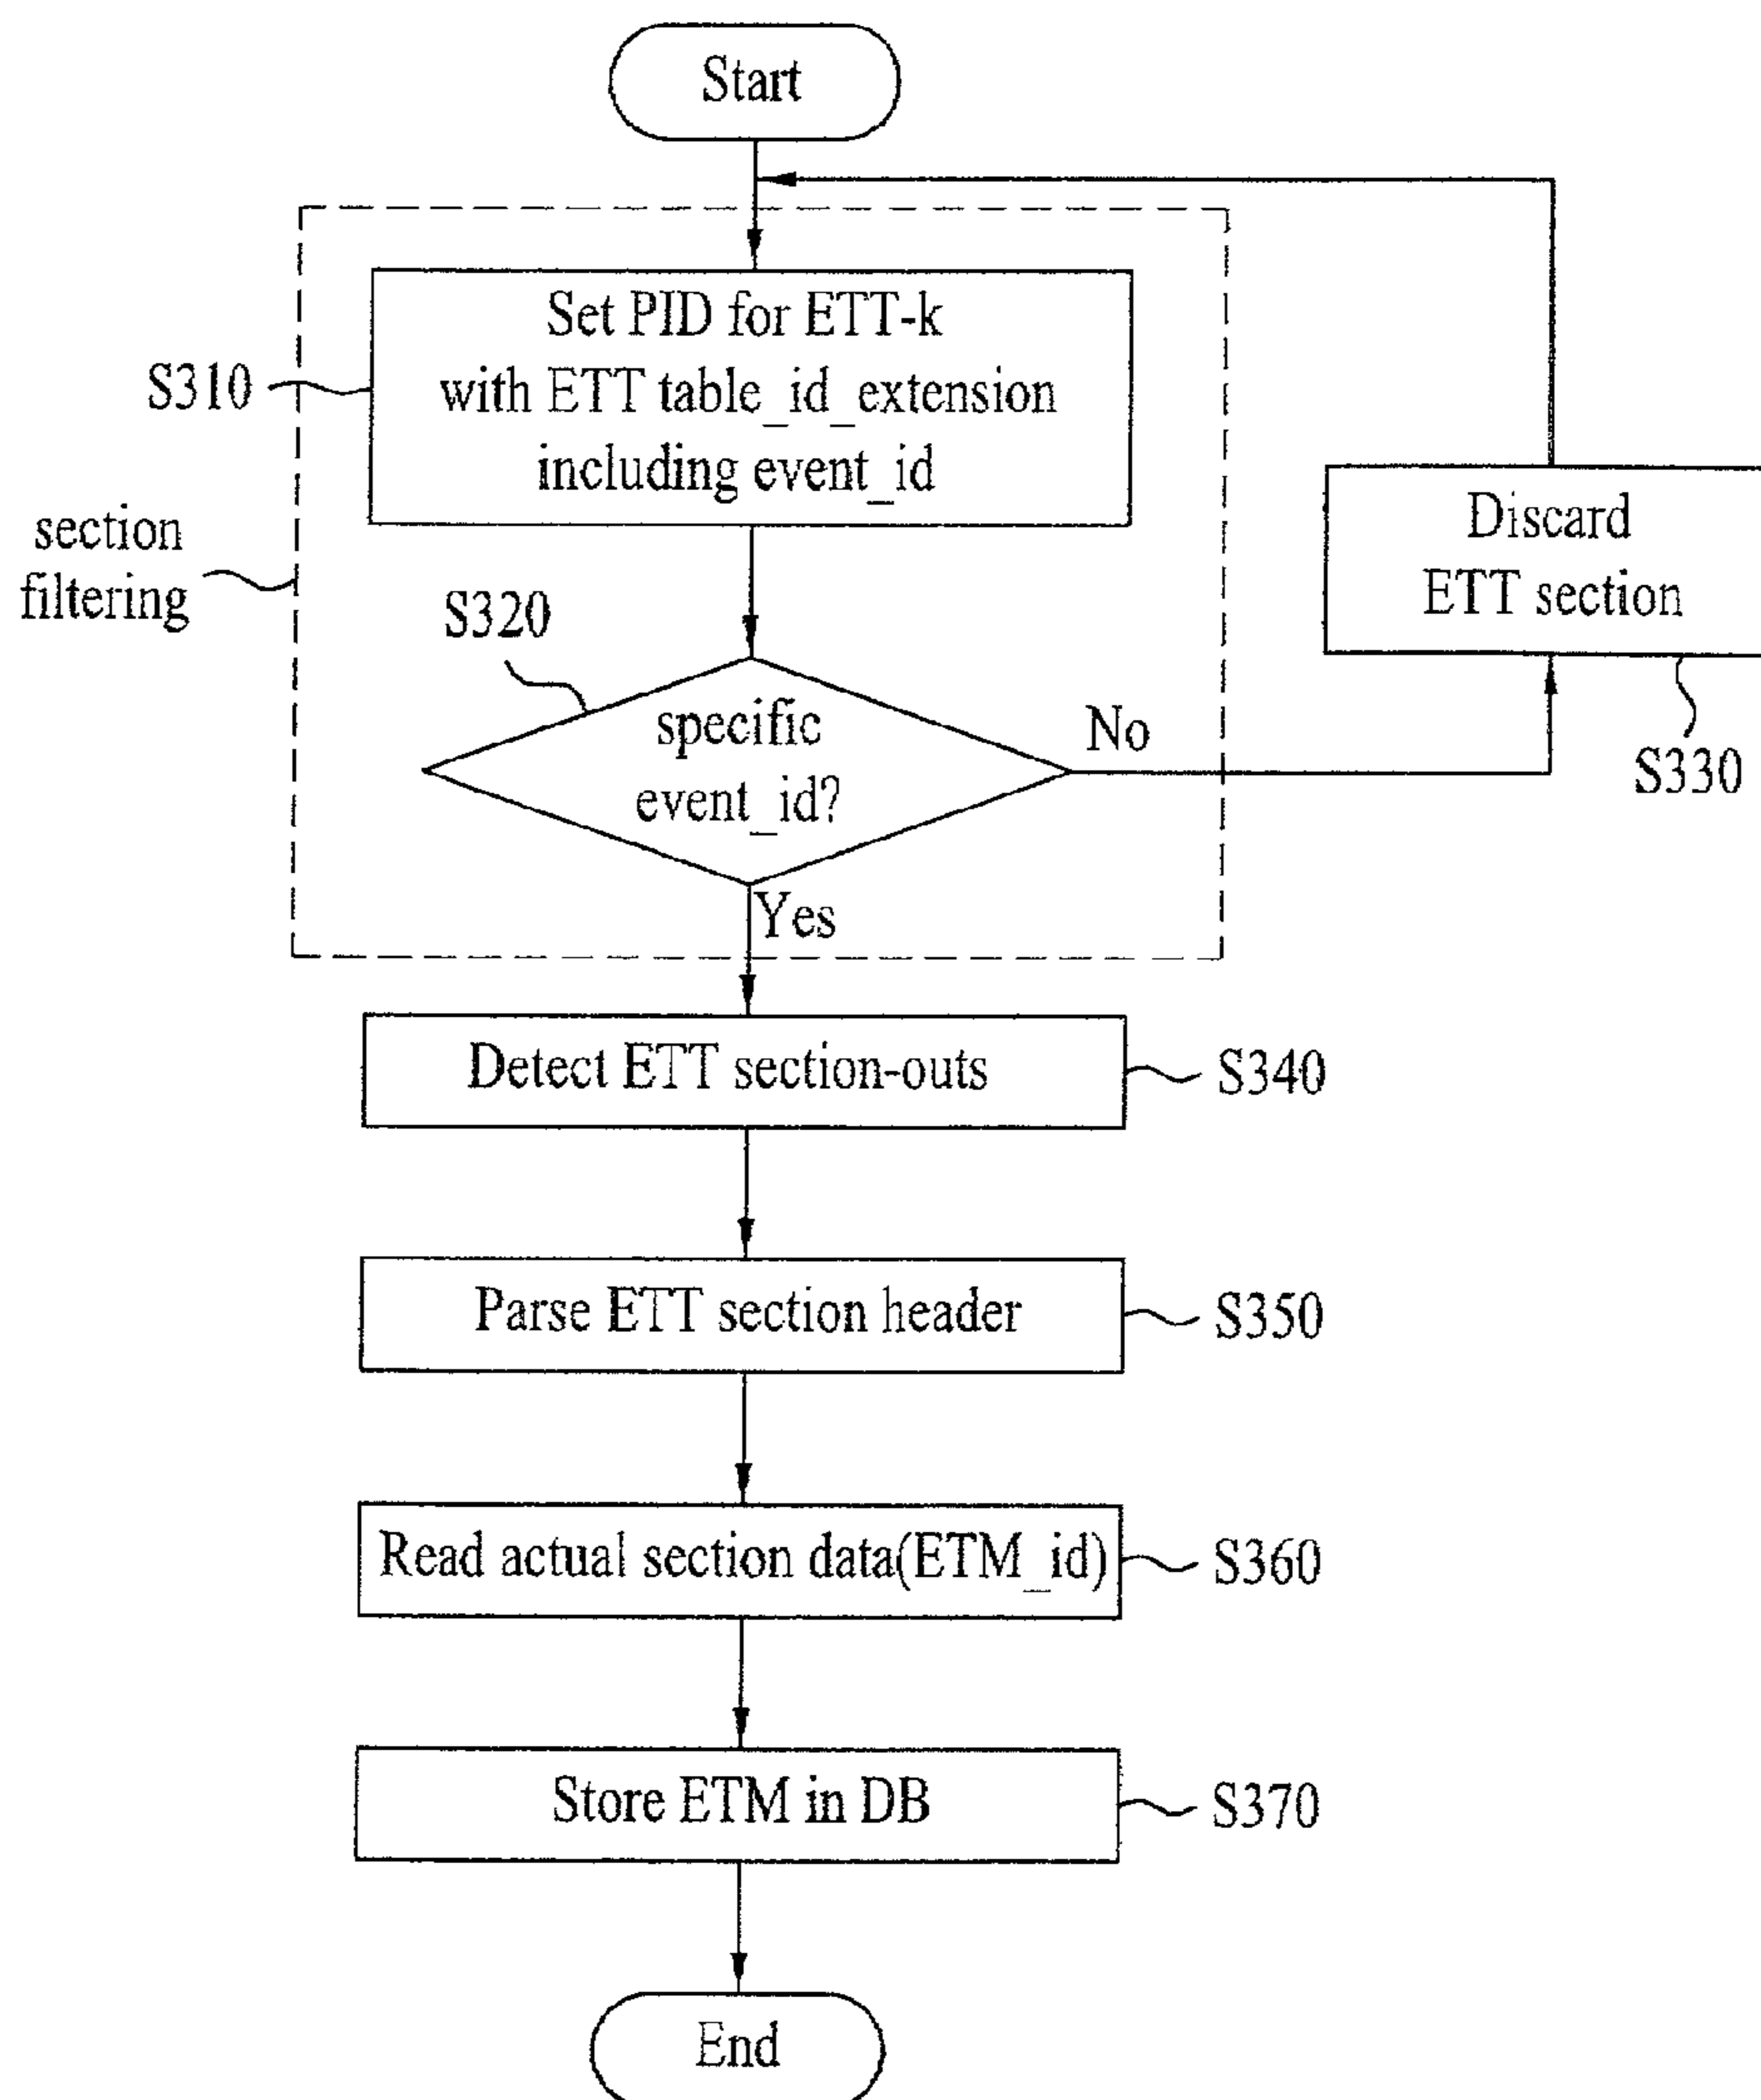 Start
Set PID for ETT-k
S310
with ETT table_id_extension
including event_id
section
filtering
Discard
ETT section
S320
specific
event_id?
No
S330
Yes
Detect ETT section-outs
S340
Parse ETT section header
S350
Read actual section data(ETM_id)
S360
Store ETM in DB
S370
End